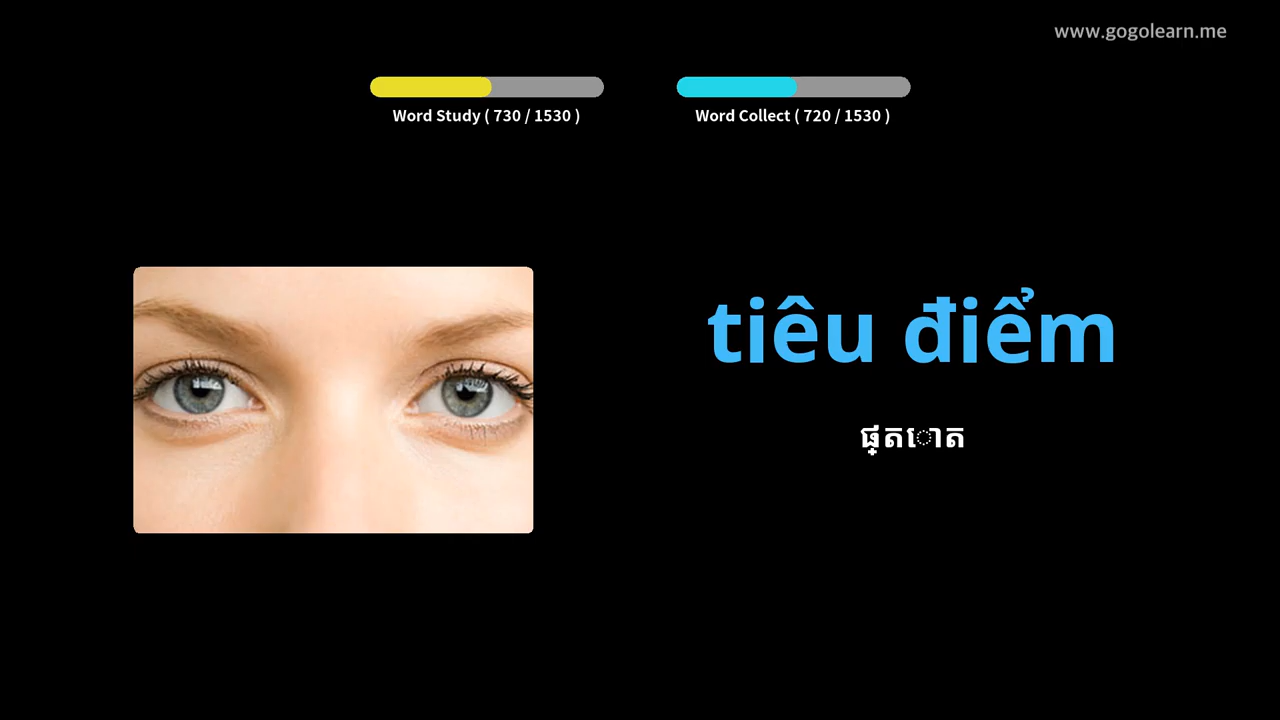 www.gogolearn.me
Word Study ( 730 / 1530 )
Word Collect ( 720 / 1530 )
tiêu điểm
ផ្តោត